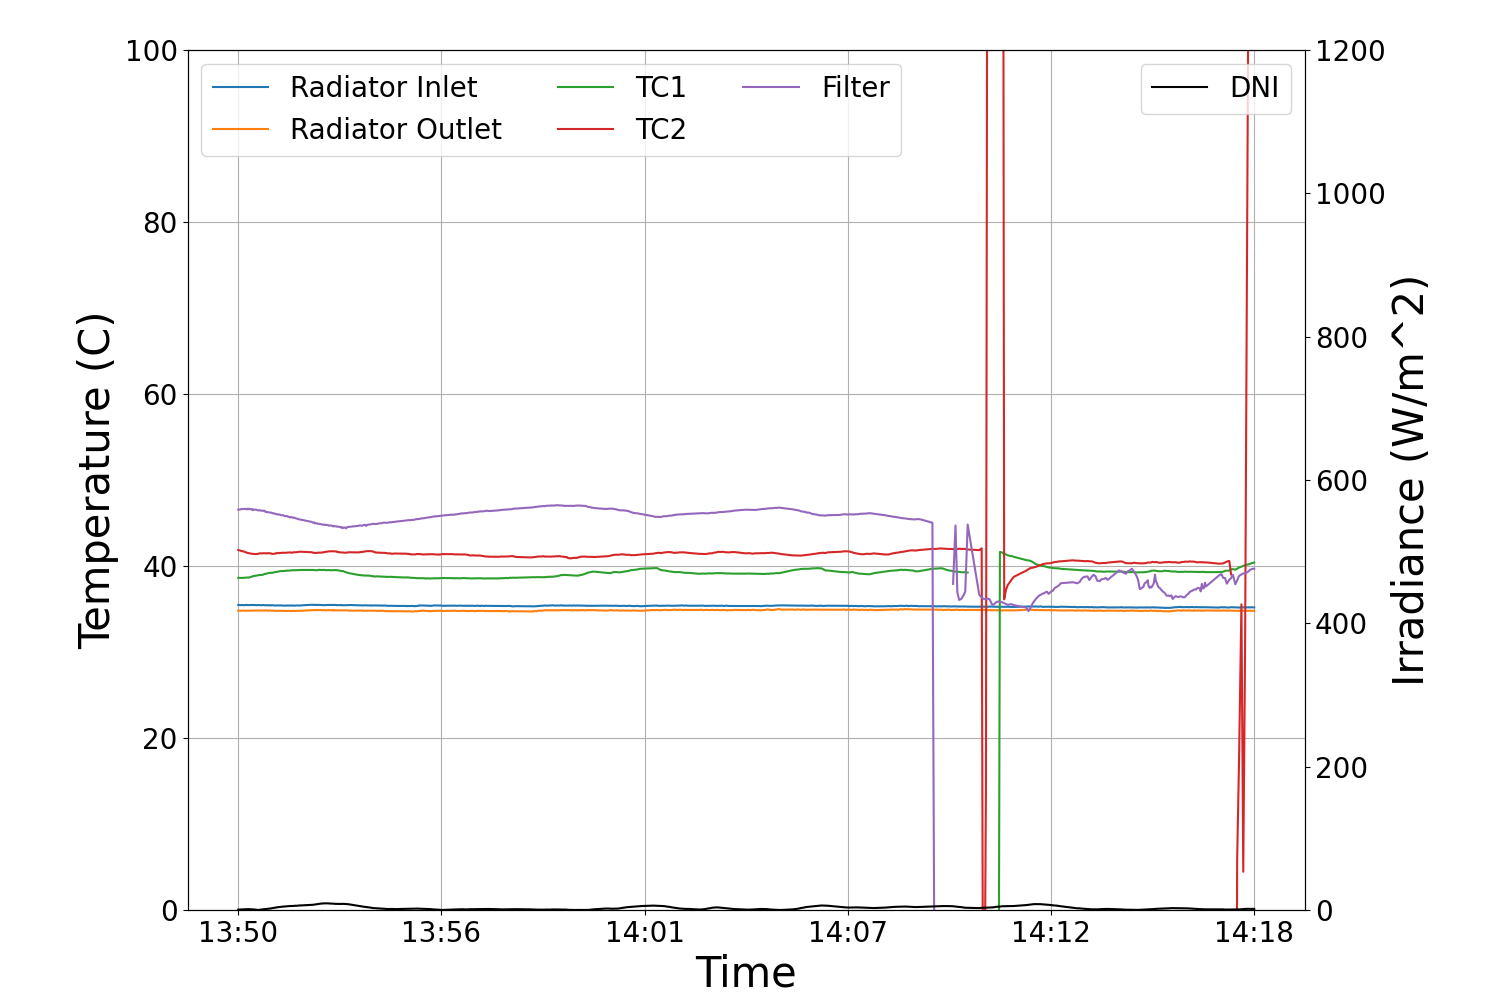 100
80
60
40
20
0
Temperature (C)
Radiator Inlet
Radiator Outlet
TC1
TC2
Filter
DNI
1200
1000
800
600
400
200
0
Irradiance (W/m^2)
13:50 13:56 14:01 14:07 14:12 14:18
Time